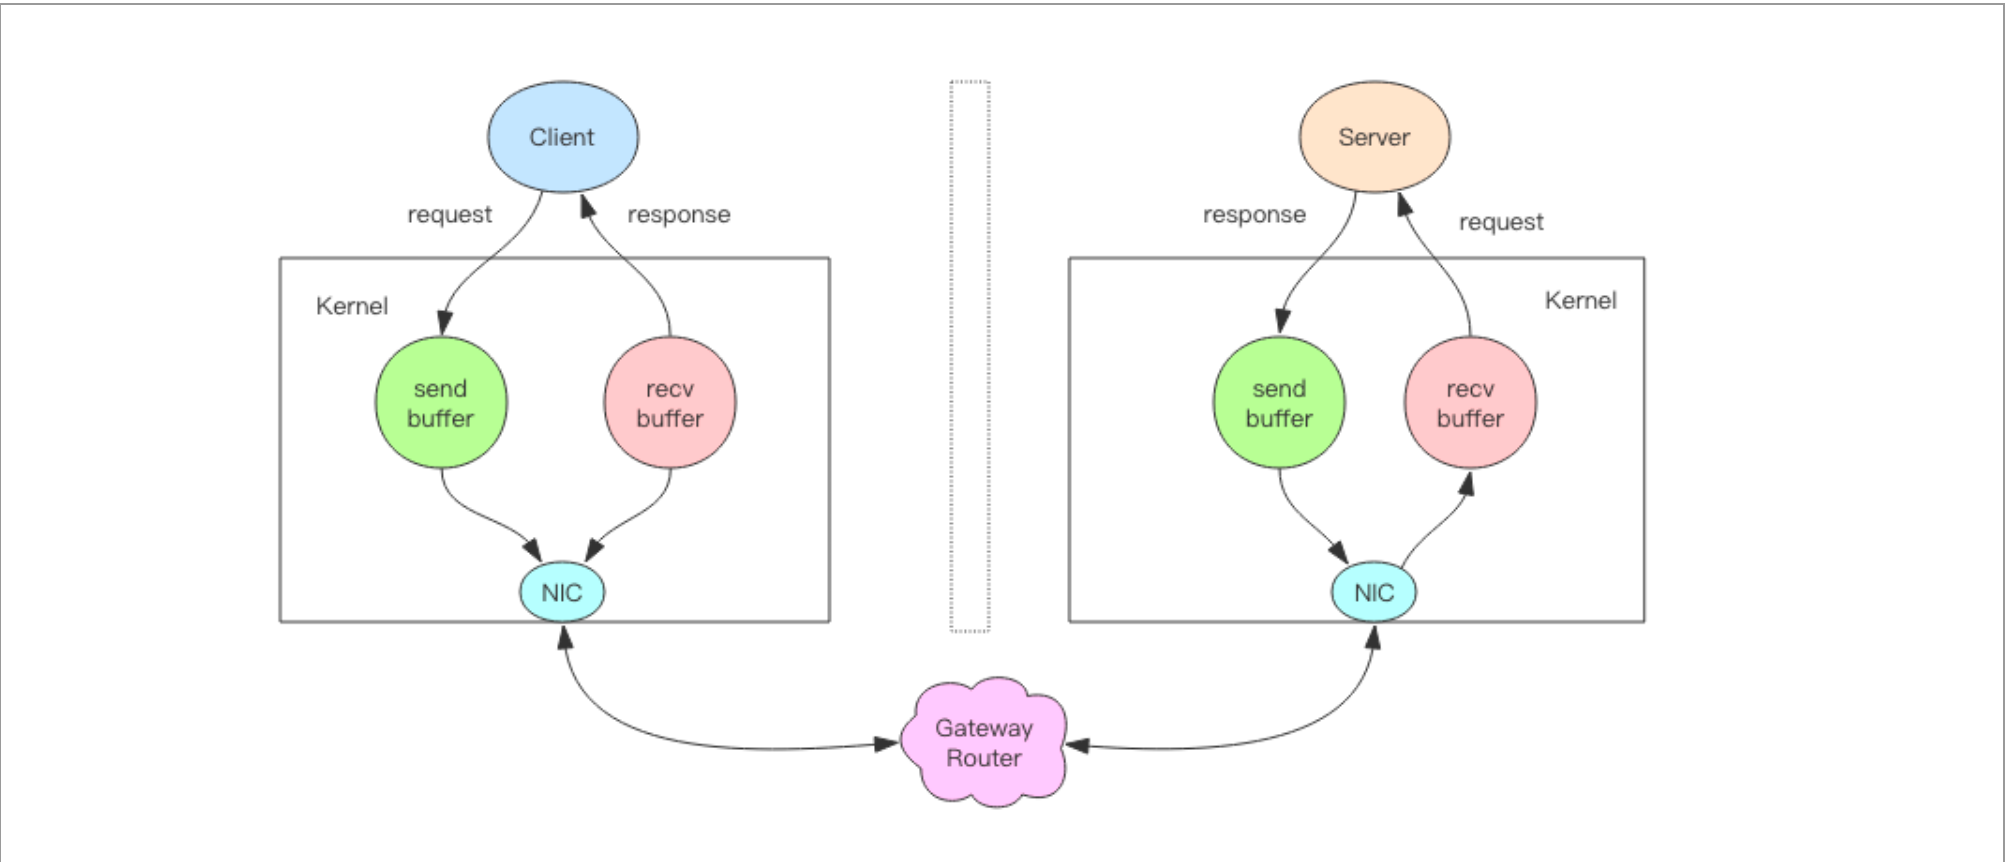 Client
Server
request
response
response
request
Kernel
Kernel
send
buffer
recv
buffer
send
buffer
recv
buffer
NIC
NIC
Gateway
Router